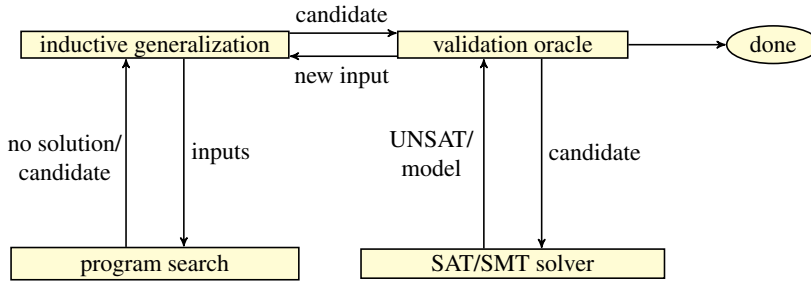 candidate
inductive generalization
validation oracle
done
new input
no solution/
candidate
inputs
UNSAT/
model
candidate
program search
SAT/SMT solver